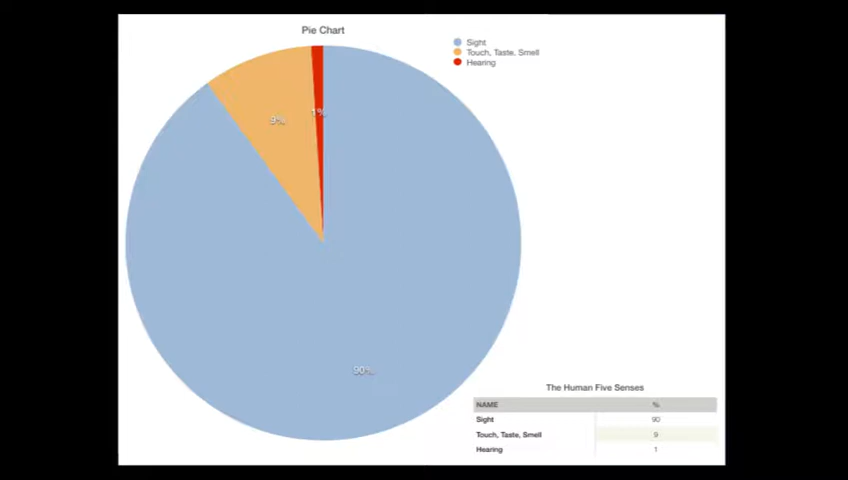 Pie Chart
Sight
Touch, Taste, Smell
Hearing
9%
1%
90%
The Human Five Senses
NAME %
Sight 90
Touch, Taste, Smell 9
Hearing 1